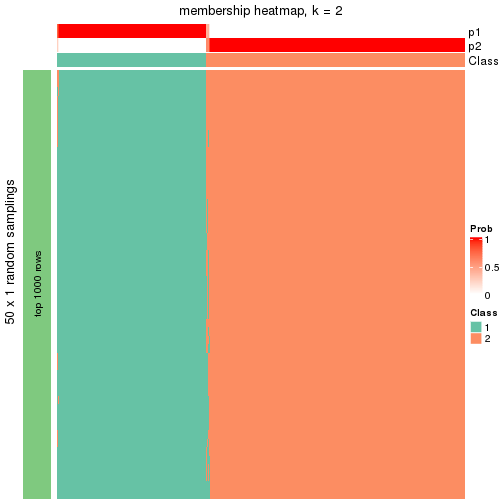 membership heatmap, k = 2
p1
p2
Class
50 x 1 random samplings
top 1000 rows
Prob
1
0.5
0
Class
1
2